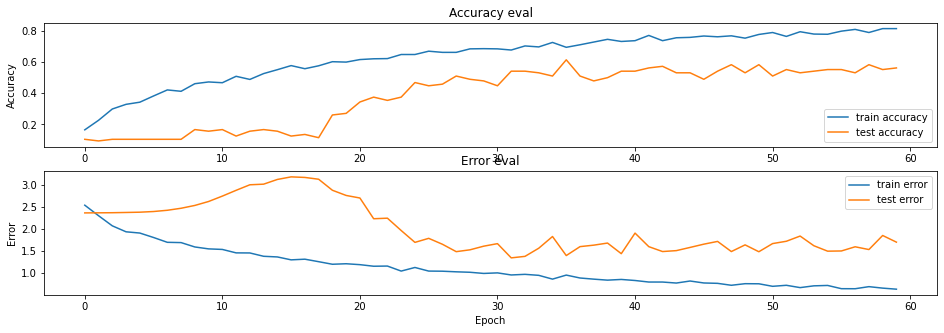 Accuracy eval
0.8
0.6
0.4
0.2
Accuracy
train accuracy
test accuracy
0 10 20 30 40 50 60
Error eval
3.0
2.5
2.0
1.5
1.0
Error
train error
test error
0 10 20 30 40 50 60
Epoch